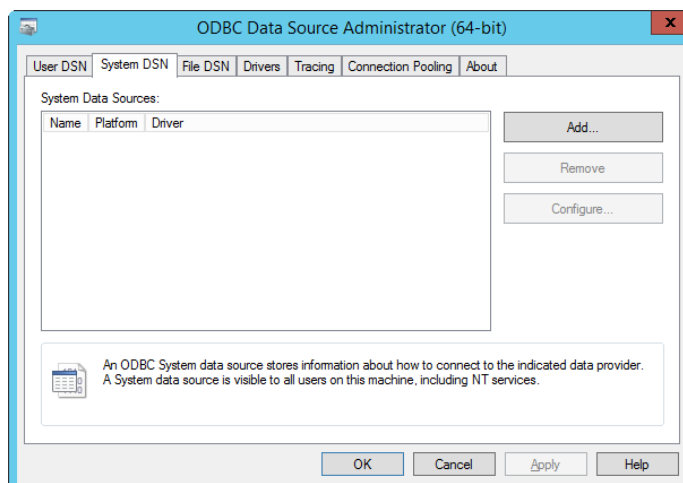 ODBC Data Source Administrator (64-bit)
x
User DSN System DSN File DSN Drivers Tracing Connection Pooling About
System Data Sources:
Name Platform Driver
Add...
Remove
Configure...
An ODBC System data source stores information about how to connect to the indicated data provider.
A System data source is visible to all users on this machine, including NT services.
OK Cancel Apply Help